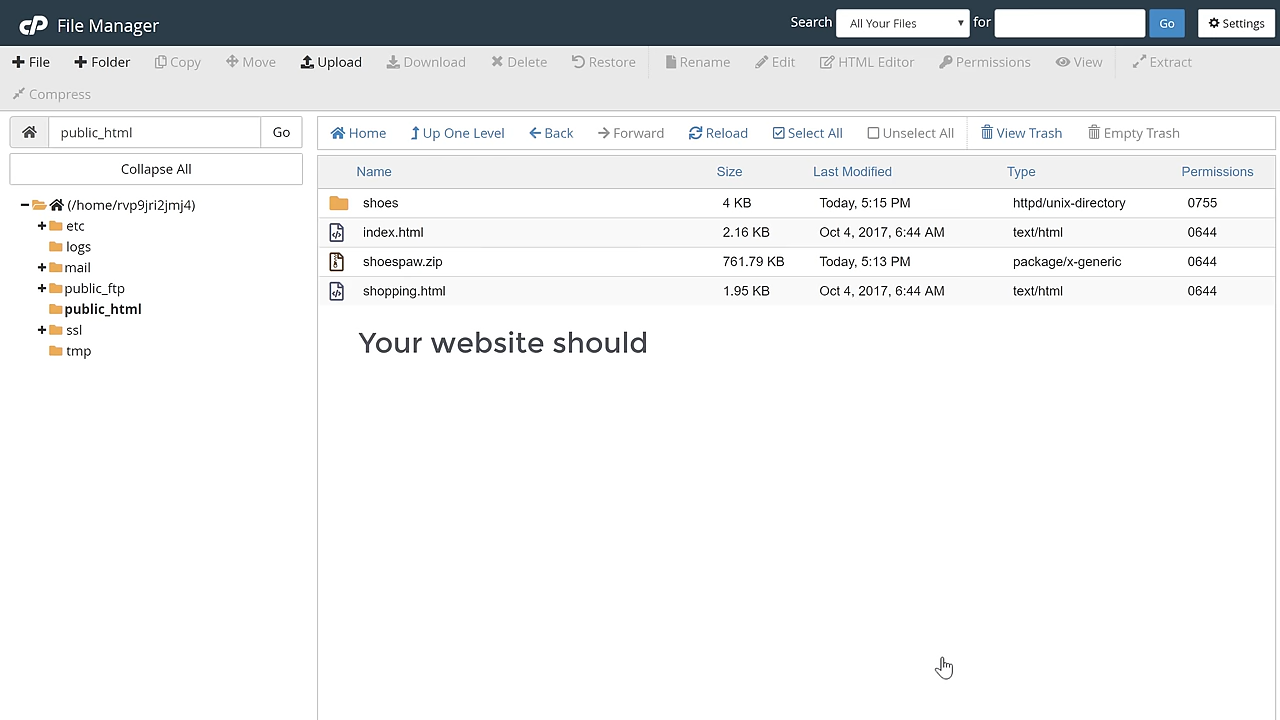 cP File Manager Search All Your Files for Go Settings
File Folder Copy Move Upload Download Delete Restore Rename Edit HTML Editor Permissions View Extract
Compress
public_html Go Home Up One Level Back Forward Reload Select All Unselect All View Trash Empty Trash
Collapse All
Name Size Last Modified Type Permissions
(/home/rvp9jri2jmj4)
etc
logs
mail
public_ftp
public_html
ssl
tmp
shoes 4 KB Today, 5:15 PM httpd/unix-directory 0755
index.html 2.16 KB Oct 4, 2017, 6:44 AM text/html 0644
shoespaw.zip 761.79 KB Today, 5:13 PM package/x-generic 0644
shopping.html 1.95 KB Oct 4, 2017, 6:44 AM text/html 0644
Your website should